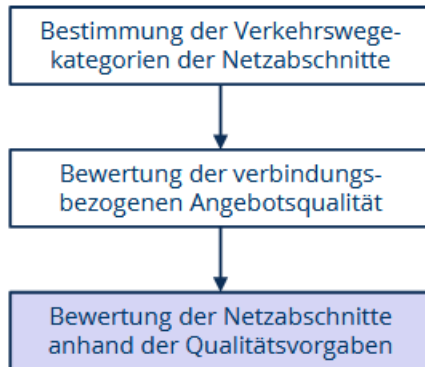 Bestimmung der Verkehrswege-
kategorien der Netzabschnitte
Bewertung der verbindungs-
bezogenen Angebotsqualität
Bewertung der Netzabschnitte
anhand der Qualitätsvorgaben